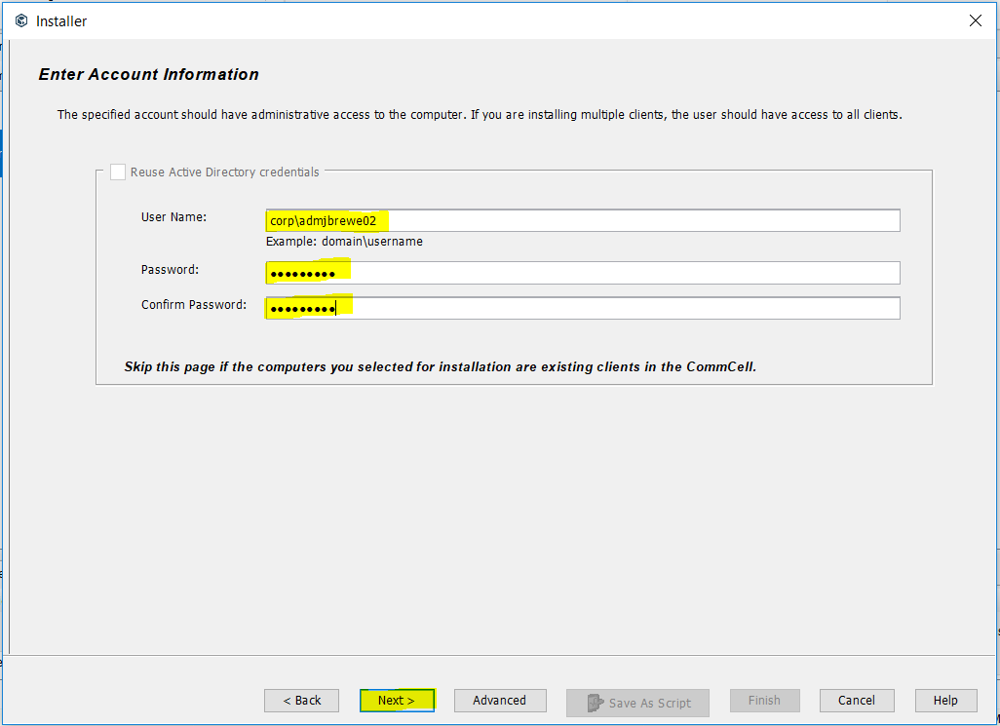 Installer
Enter Account Information
The specified account should have administrative access to the computer. If you are installing multiple clients, the user should have access to all clients.
Reuse Active Directory credentials
User Name:
corp\admjbrewe02
Example: domain\username
Password:
●●●●●●●●●
Confirm Password:
●●●●●●●●●
Skip this page if the computers you selected for installation are existing clients in the CommCell.
< Back
Next >
Advanced
Save As Script
Finish
Cancel
Help